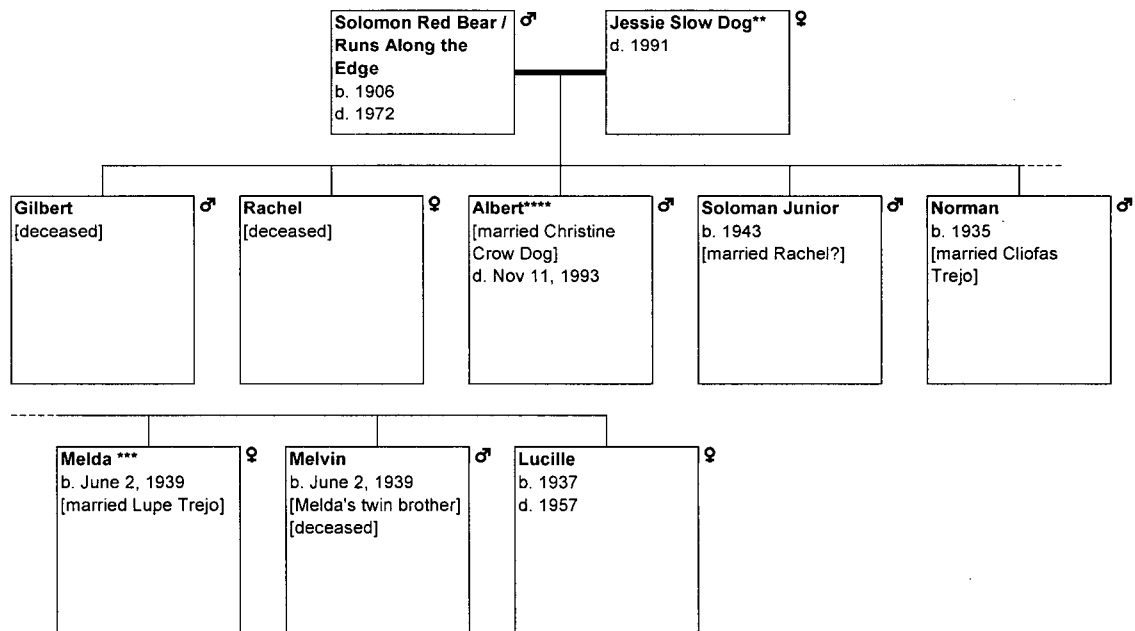 Solomon Red Bear /
Runs Along the
Edge
b. 1906
d. 1972
♂
Jessie Slow Dog**
d. 1991
♀
Gilbert
[deceased]
♂
Rachel
[deceased]
♀
Albert****
[married Christine
Crow Dog]
d. Nov 11, 1993
♂
Soloman Junior
b. 1943
[married Rachel?]
♂
Norman
b. 1935
[married Cliofas
Trejo]
♂
Melda ***
b. June 2, 1939
[married Lupe Trejo]
♀
Melvin
b. June 2, 1939
[Melda's twin brother]
[deceased]
♂
Lucille
b. 1937
d. 1957
♀